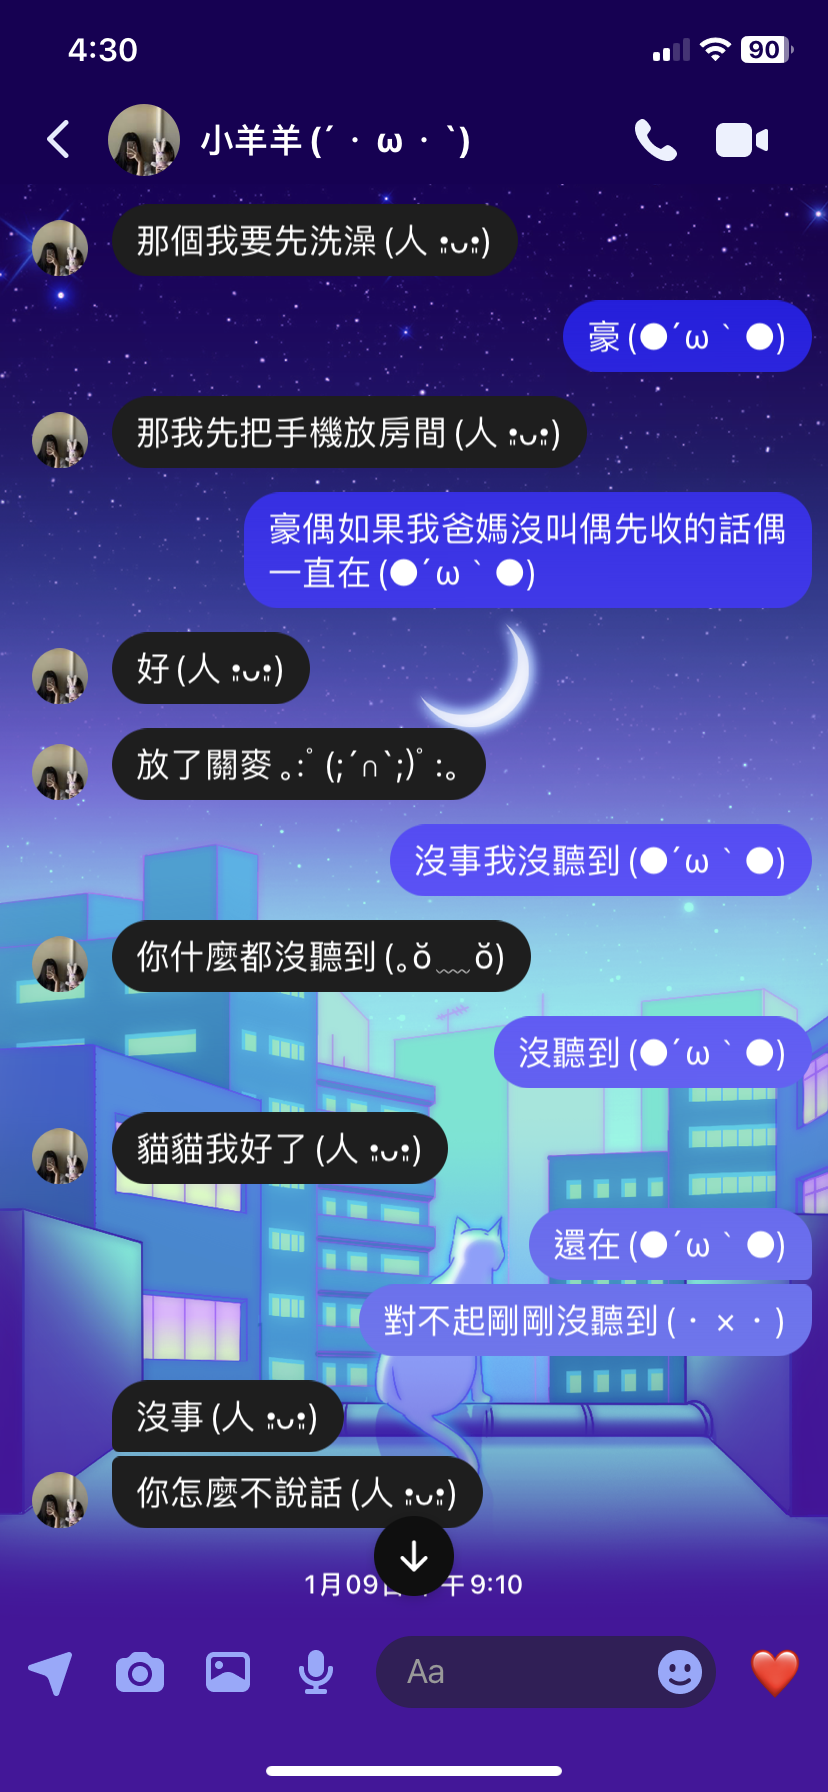 4:30
90
小羊羊 (´・ω・`)
那個我要先洗澡 (人 •͈ᴗ•͈)
豪 (●´ω｀●)
那我先把手機放房間 (人 •͈ᴗ•͈)
豪偶如果我爸媽沒叫偶先收的話偶
一直在 (●´ω｀●)
好 (人 •͈ᴗ•͈)
放了關麥 ｡:ﾟ(;´∩`;)ﾟ:｡
沒事我沒聽到 (●´ω｀●)
你什麼都沒聽到 (｡ŏ﹏ŏ)
沒聽到 (●´ω｀●)
貓貓我好了 (人 •͈ᴗ•͈)
還在 (●´ω｀●)
對不起剛剛沒聽到 (・×・)
沒事 (人 •͈ᴗ•͈)
你怎麼不說話 (人 •͈ᴗ•͈)
1月09日 午9:10
Aa